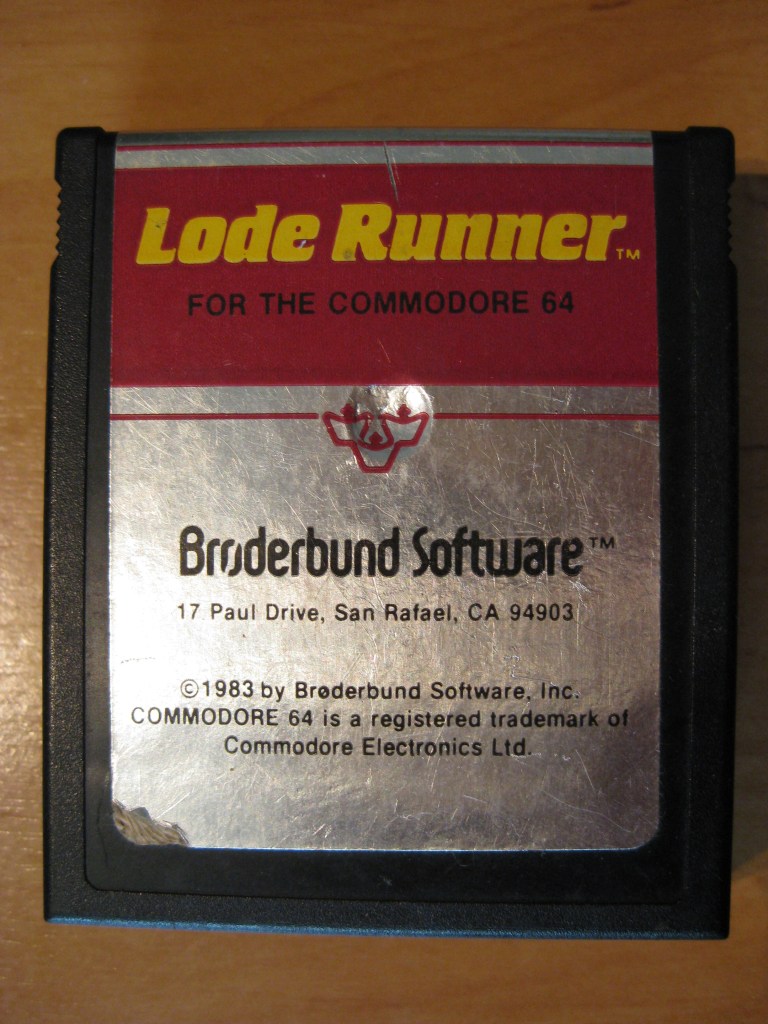 Lode Runner™
FOR THE COMMODORE 64
Brøderbund Software™
17 Paul Drive, San Rafael, CA 94903
©1983 by Brøderbund Software, Inc.
COMMODORE 64 is a registered trademark of
Commodore Electronics Ltd.